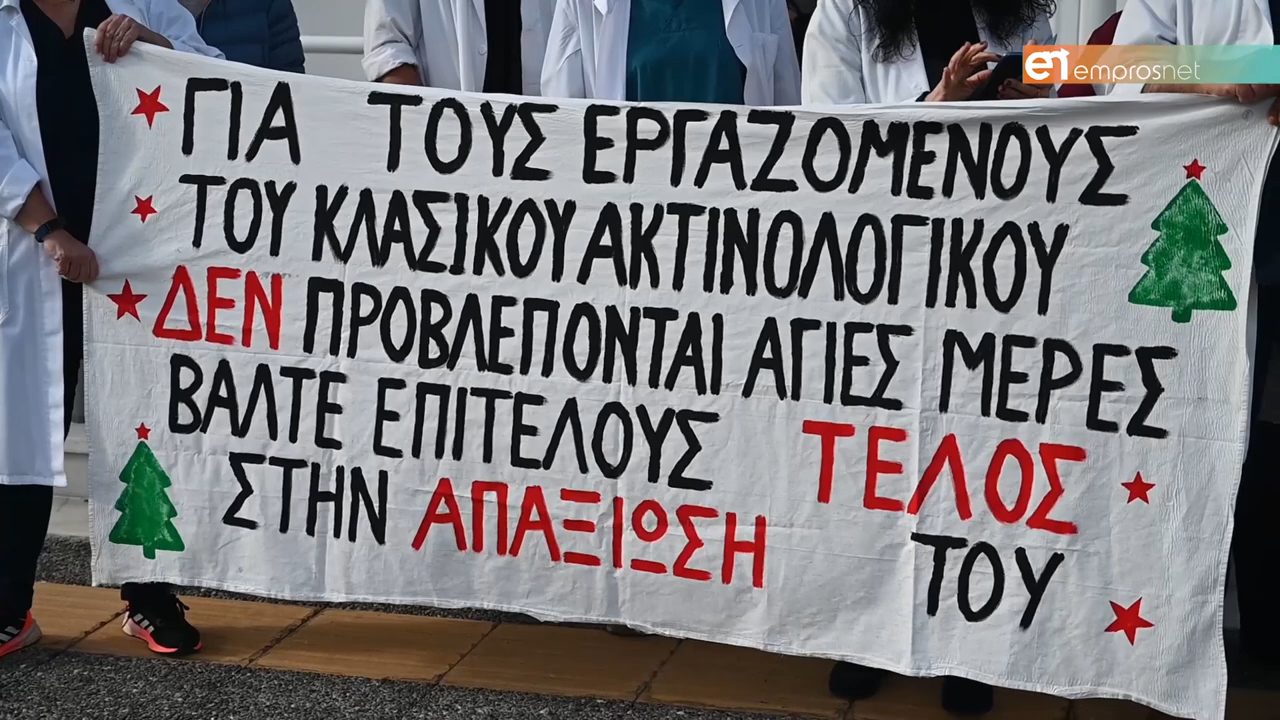 emprosnet
ΓΙΑ ΤΟΥΣ ΕΡΓΑΖΟΜΕΝΟΥΣ
ΤΟΥ ΚΛΑΣΙΚΟΥ ΑΚΤΙΝΟΛΟΓΙΚΟΥ
ΔΕΝ ΠΡΟΒΛΕΠΟΝΤΑΙ ΑΓΙΕΣ ΜΕΡΕΣ
ΒΑΛΤΕ ΕΠΙΤΕΛΟΥΣ ΤΕΛΟΣ
ΣΤΗΝ ΑΠΑΞΙΩΣΗ ΤΟΥ